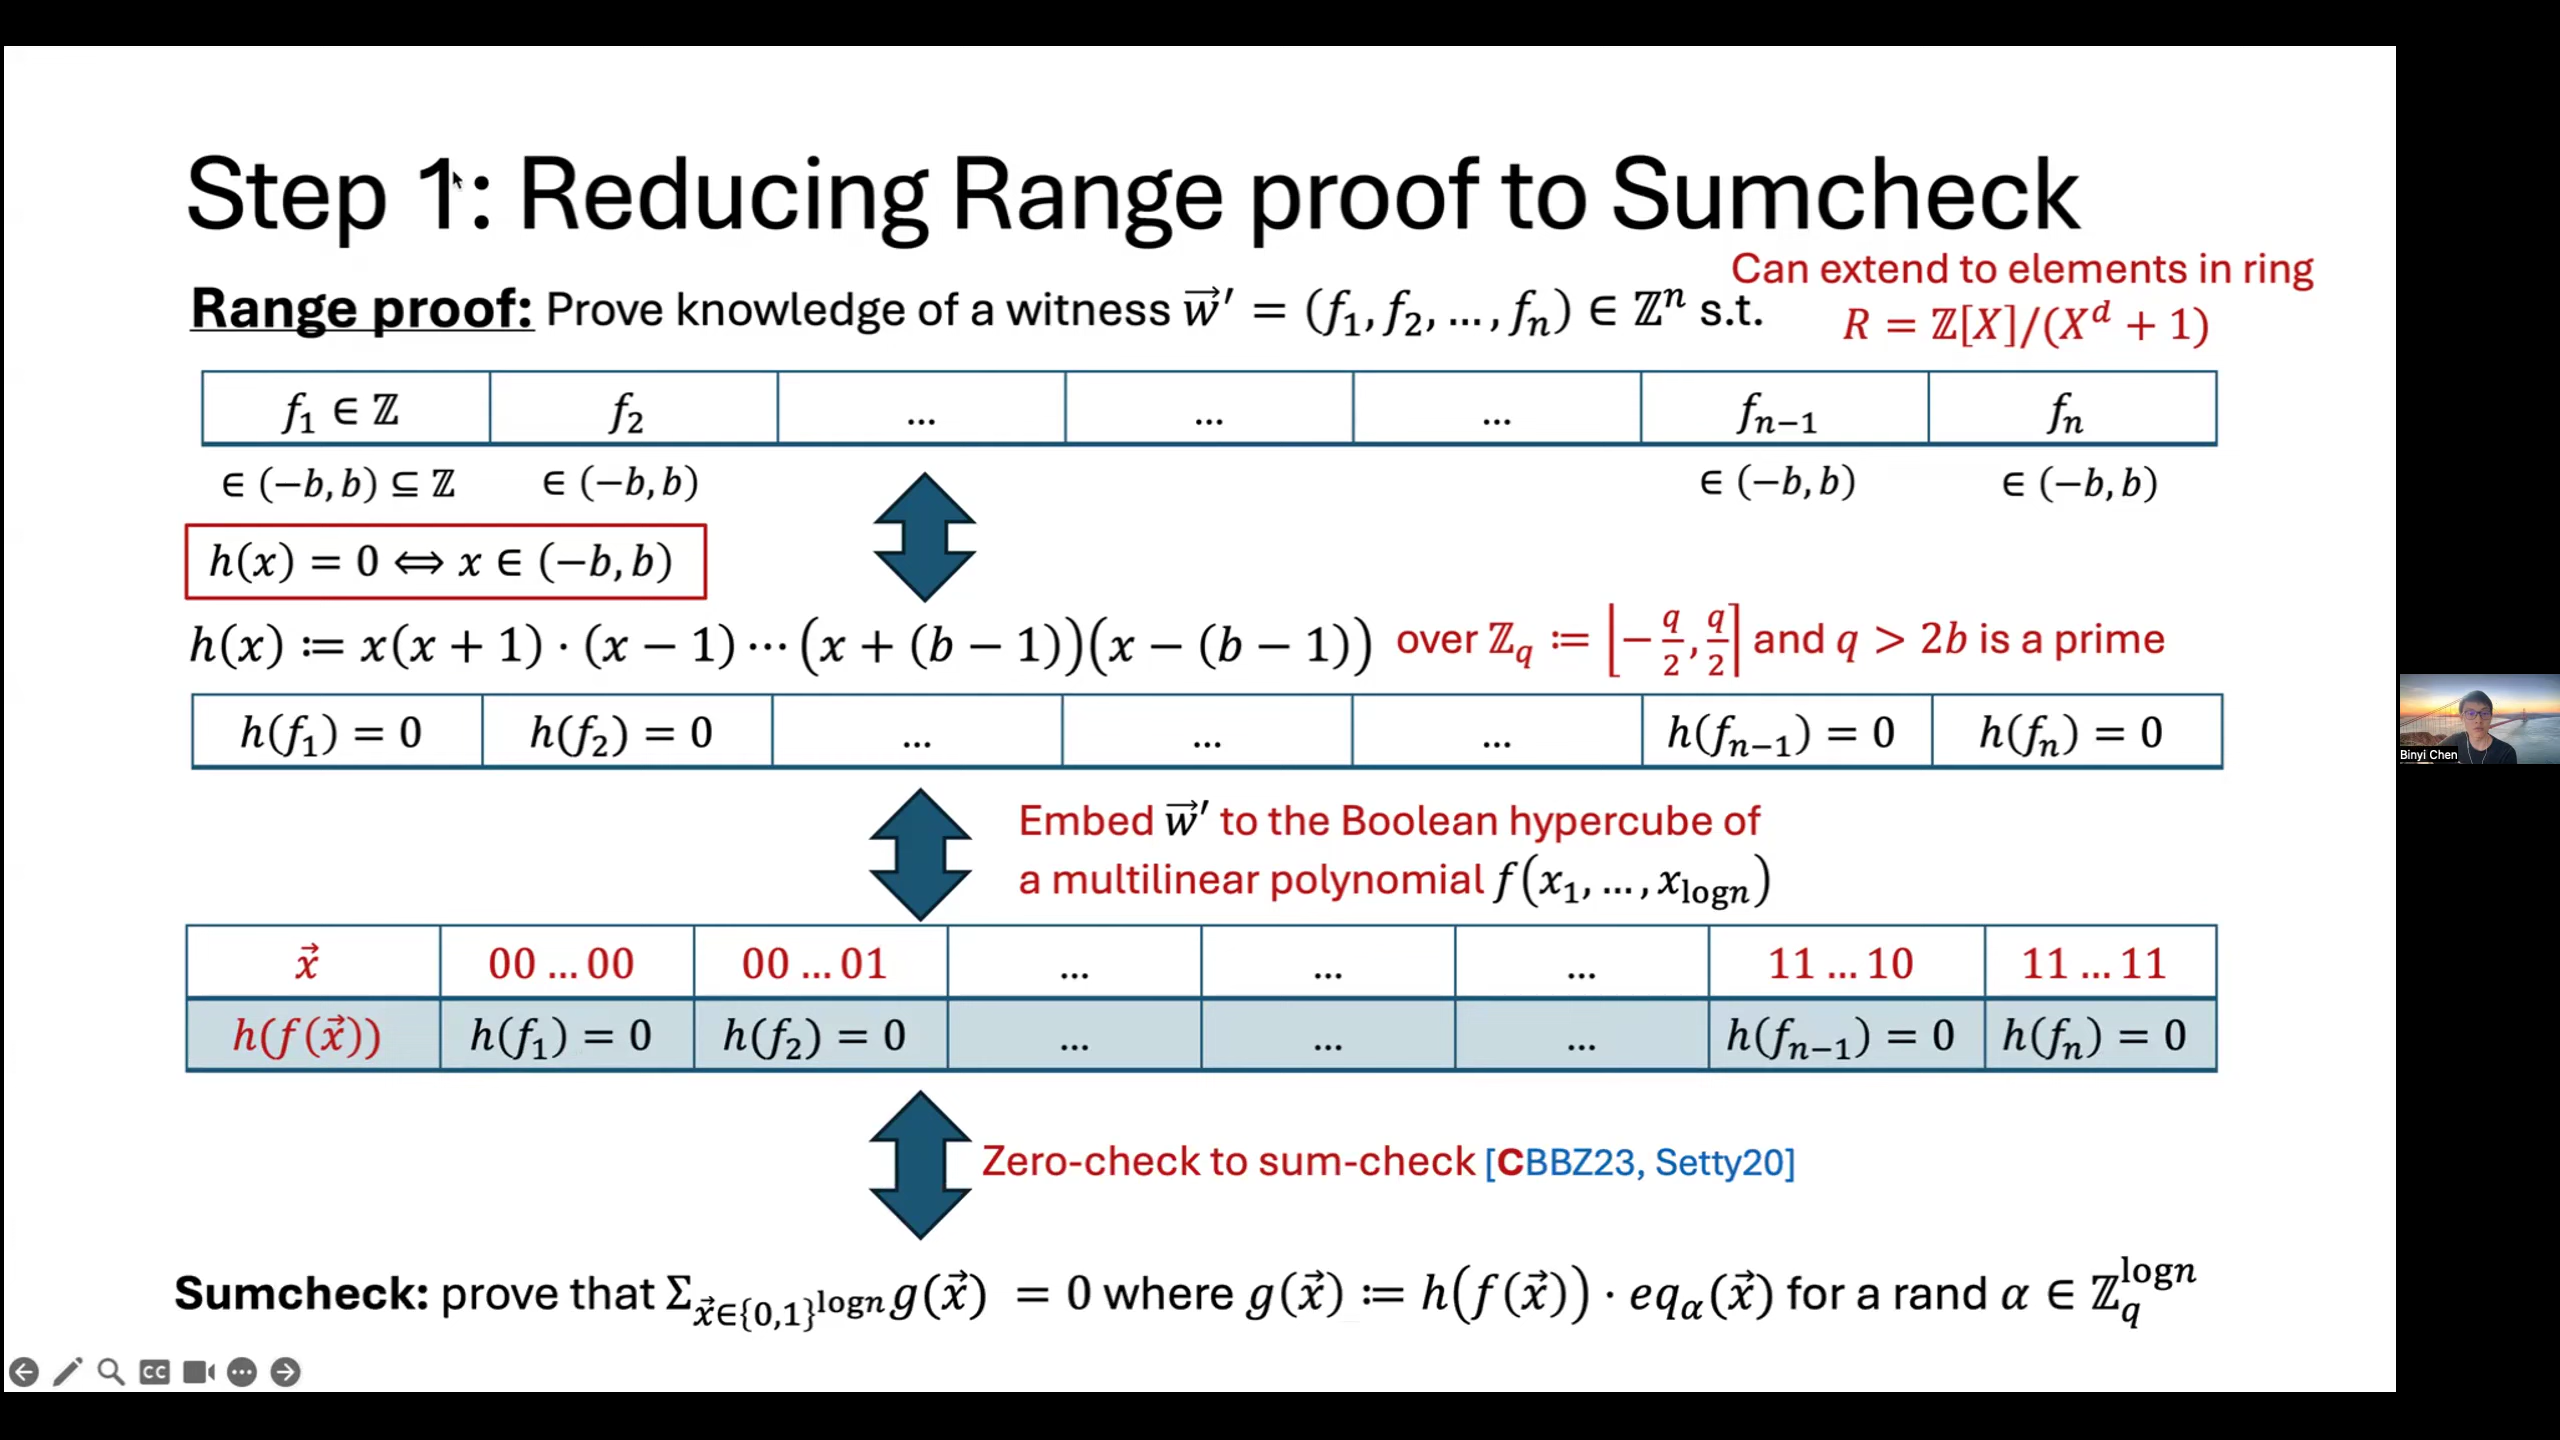 Step 1: Reducing Range proof to Sumcheck
Can extend to elements in ring
R = ℤ[X]/(X^d + 1)
Range proof: Prove knowledge of a witness w⃗′ = (f₁, f₂, …, fₙ) ∈ ℤⁿ s.t.
f₁ ∈ ℤ f₂ … … … fₙ₋₁ fₙ
∈ (−b, b) ⊆ ℤ ∈ (−b, b) ∈ (−b, b) ∈ (−b, b)
h(x) = 0 ⟺ x ∈ (−b, b)
h(x) ≔ x(x + 1) · (x − 1) ⋯ (x + (b − 1))(x − (b − 1)) over ℤ_q ≔ ⌊−q/2, q/2⌉ and q > 2b is a prime
h(f₁) = 0 h(f₂) = 0 … … … h(fₙ₋₁) = 0 h(fₙ) = 0
Embed w⃗′ to the Boolean hypercube of
a multilinear polynomial f(x₁, …, x_{logn})
x⃗ 00 … 00 00 … 01 … … … 11 … 10 11 … 11
h(f(x⃗)) h(f₁) = 0 h(f₂) = 0 … … … h(fₙ₋₁) = 0 h(fₙ) = 0
Zero-check to sum-check [CBBZ23, Setty20]
Sumcheck: prove that Σ_{x⃗∈{0,1}^{logn}} g(x⃗) = 0 where g(x⃗) ≔ h(f(x⃗)) · eq_α(x⃗) for a rand α ∈ ℤ_q^{logn}
CC
Binyi Chen